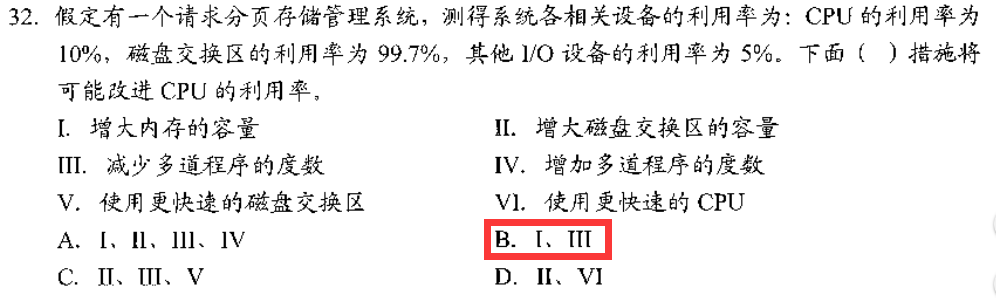 32. 假定有一个请求分页存储管理系统，测得系统各相关设备的利用率为：CPU 的利用率为
10%，磁盘交换区的利用率为 99.7%，其他 I/O 设备的利用率为 5%。下面（ ）措施将
可能改进 CPU 的利用率。
I. 增大内存的容量 II. 增大磁盘交换区的容量
III. 减少多道程序的度数 IV. 增加多道程序的度数
V. 使用更快速的磁盘交换区 VI. 使用更快速的 CPU
A. I、II、III、IV B. I、III
C. II、III、V D. II、VI